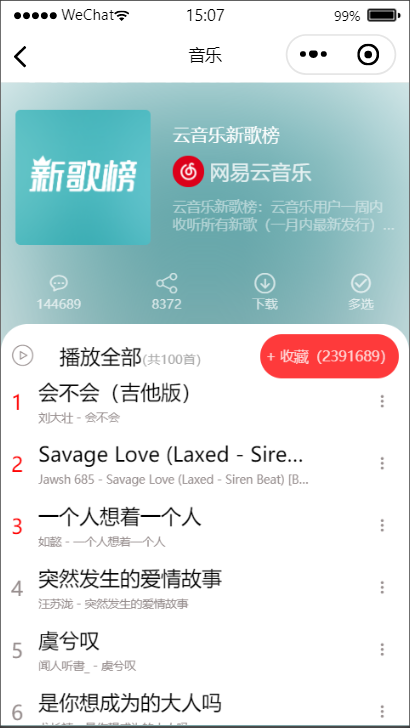 WeChat 15:07 99%
音乐
新歌榜
云音乐新歌榜
网易云音乐
云音乐新歌榜：云音乐用户一周内
收听所有新歌（一月内最新发行）...
144689 8372 下载 多选
播放全部(共100首) + 收藏（2391689）
1 会不会（吉他版）
刘大壮 - 会不会
2 Savage Love (Laxed - Sire...
Jawsh 685 - Savage Love (Laxed - Siren Beat) [B...
3 一个人想着一个人
如懿 - 一个人想着一个人
4 突然发生的爱情故事
汪苏泷 - 突然发生的爱情故事
5 虞兮叹
闻人听書_ - 虞兮叹
6 是你想成为的大人吗